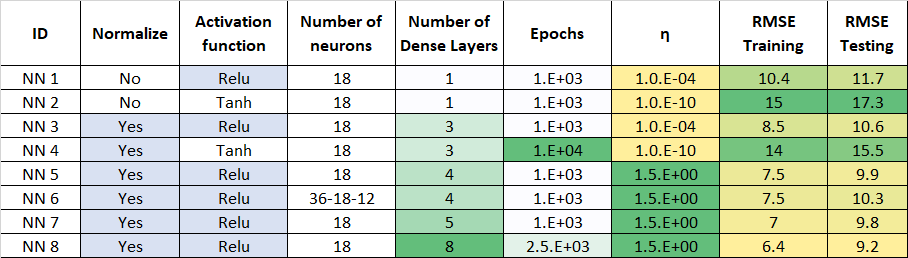 ID Normalize Activation function Number of neurons Number of Dense Layers Epochs η RMSE Training RMSE Testing
NN 1 No Relu 18 1 1.E+03 1.0.E-04 10.4 11.7
NN 2 No Tanh 18 1 1.E+03 1.0.E-10 15 17.3
NN 3 Yes Relu 18 3 1.E+03 1.0.E-04 8.5 10.6
NN 4 Yes Tanh 18 3 1.E+04 1.0.E-10 14 15.5
NN 5 Yes Relu 18 4 1.E+03 1.5.E+00 7.5 9.9
NN 6 Yes Relu 36-18-12 4 1.E+03 1.5.E+00 7.5 10.3
NN 7 Yes Relu 18 5 1.E+03 1.5.E+00 7 9.8
NN 8 Yes Relu 18 8 2.5.E+03 1.5.E+00 6.4 9.2